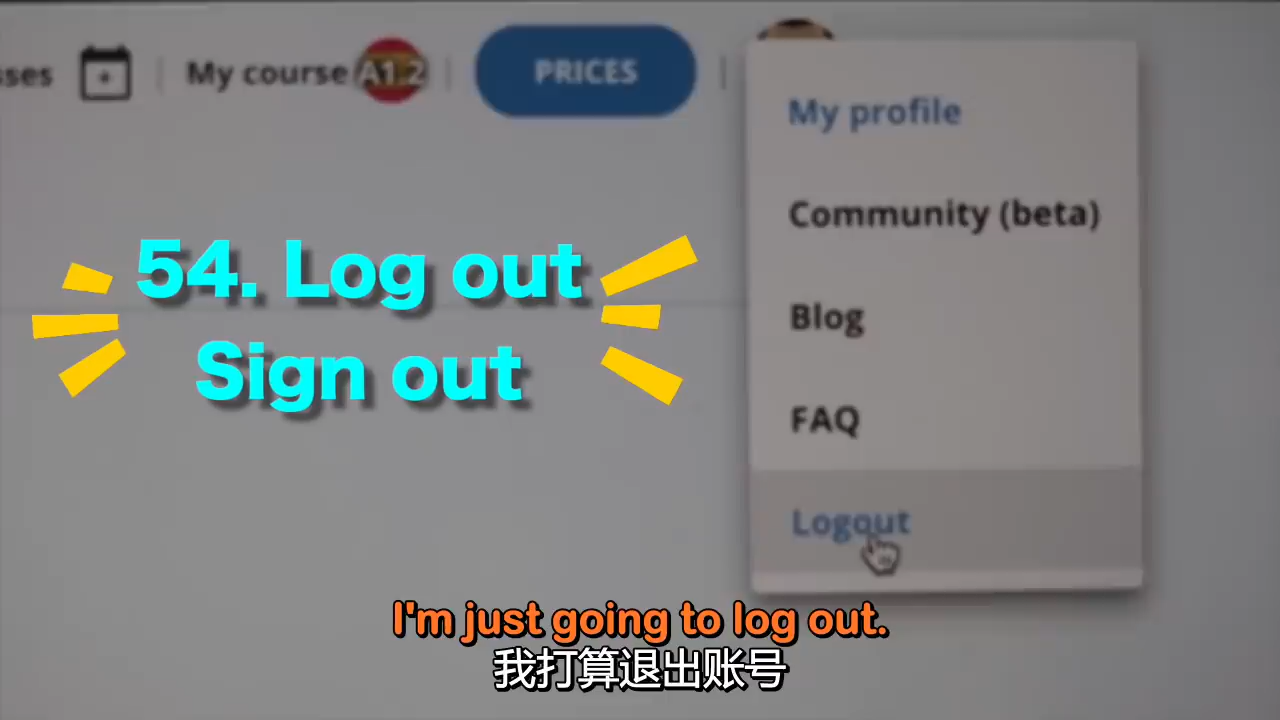 My course A1.2
PRICES
My profile
Community (beta)
Blog
FAQ
Logout
54. Log out
Sign out
I'm just going to log out.
我打算退出账号